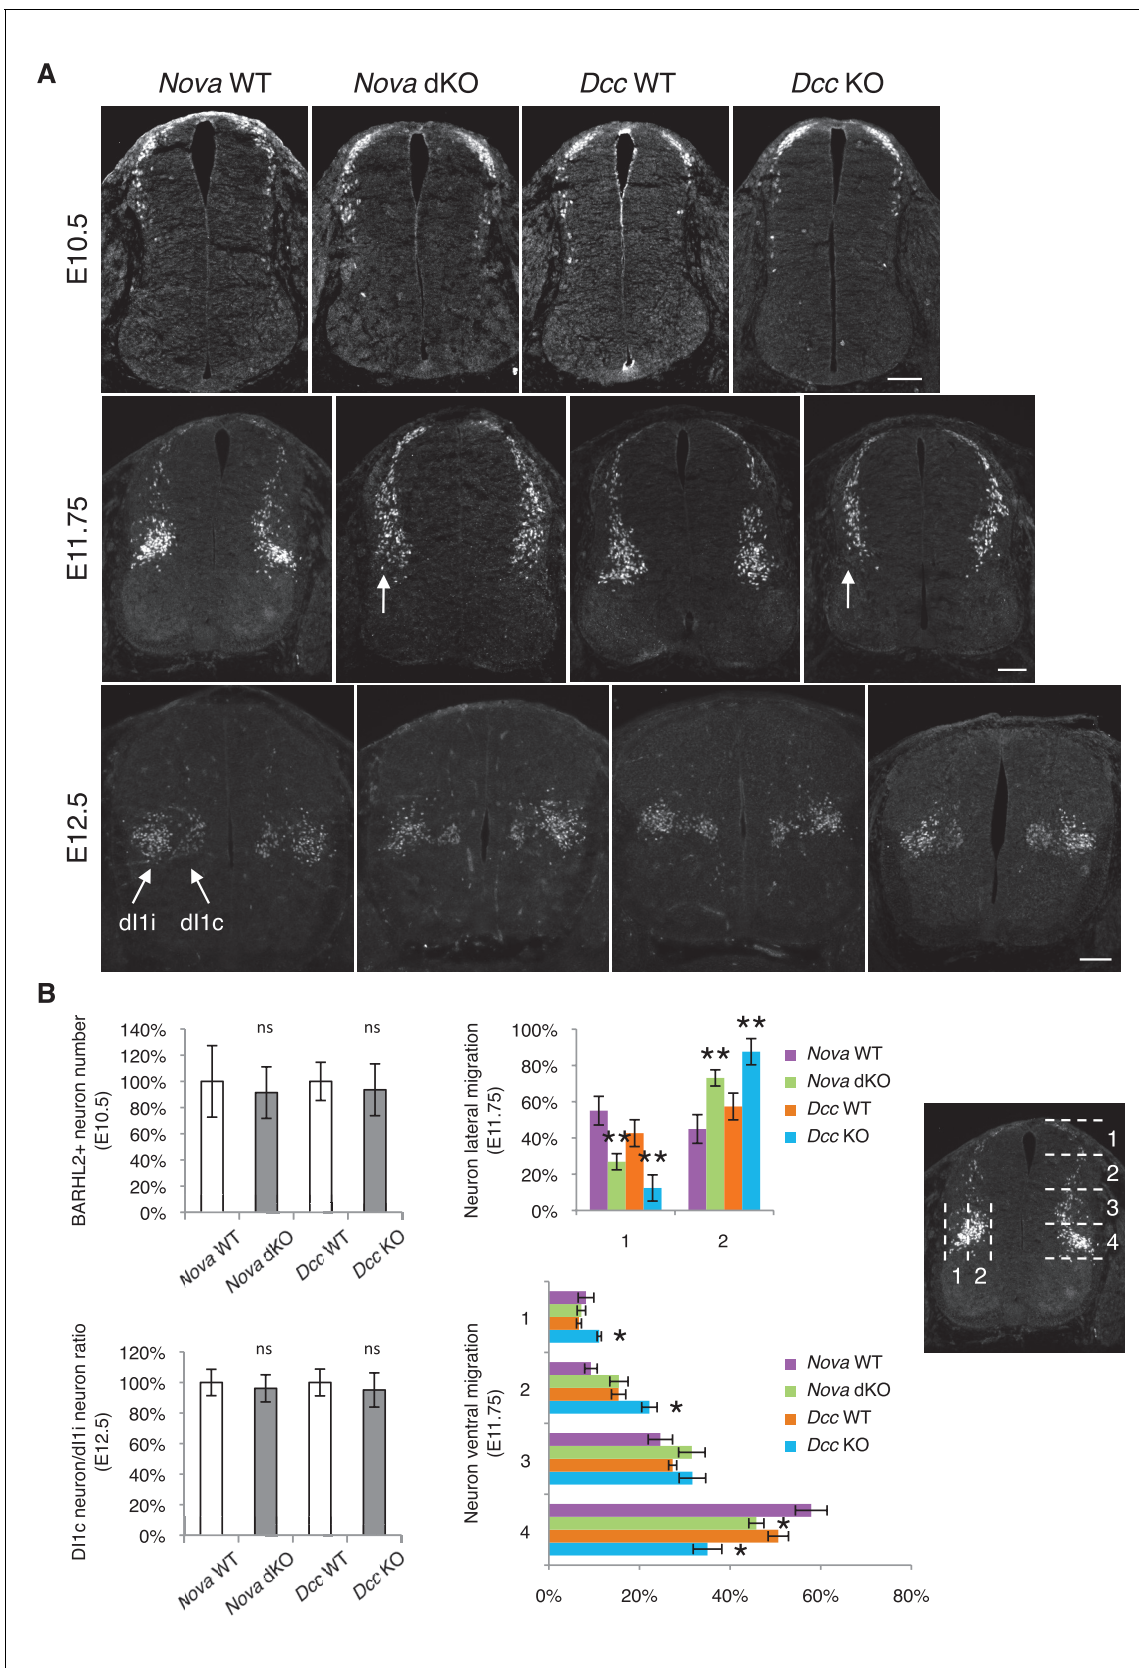 A
Nova WT Nova dKO Dcc WT Dcc KO
E10.5
E11.75
E12.5
dI1i dI1c
B
BARHL2+ neuron number
(E10.5)
140%
120%
100%
80%
60%
40%
20%
0%
ns ns
Nova WT Nova dKO Dcc WT Dcc KO
Neuron lateral migration
(E11.75)
100%
80%
60%
40%
20%
0%
** ** ** **
1 2
Nova WT
Nova dKO
Dcc WT
Dcc KO
1
2
3
4
1 2
DI1c neuron/dI1i neuron ratio
(E12.5)
120%
100%
80%
60%
40%
20%
0%
ns ns
Nova WT Nova dKO Dcc WT Dcc KO
Neuron ventral migration
(E11.75)
1
*
2
*
3
4
*
*
0% 20% 40% 60% 80%
Nova WT
Nova dKO
Dcc WT
Dcc KO